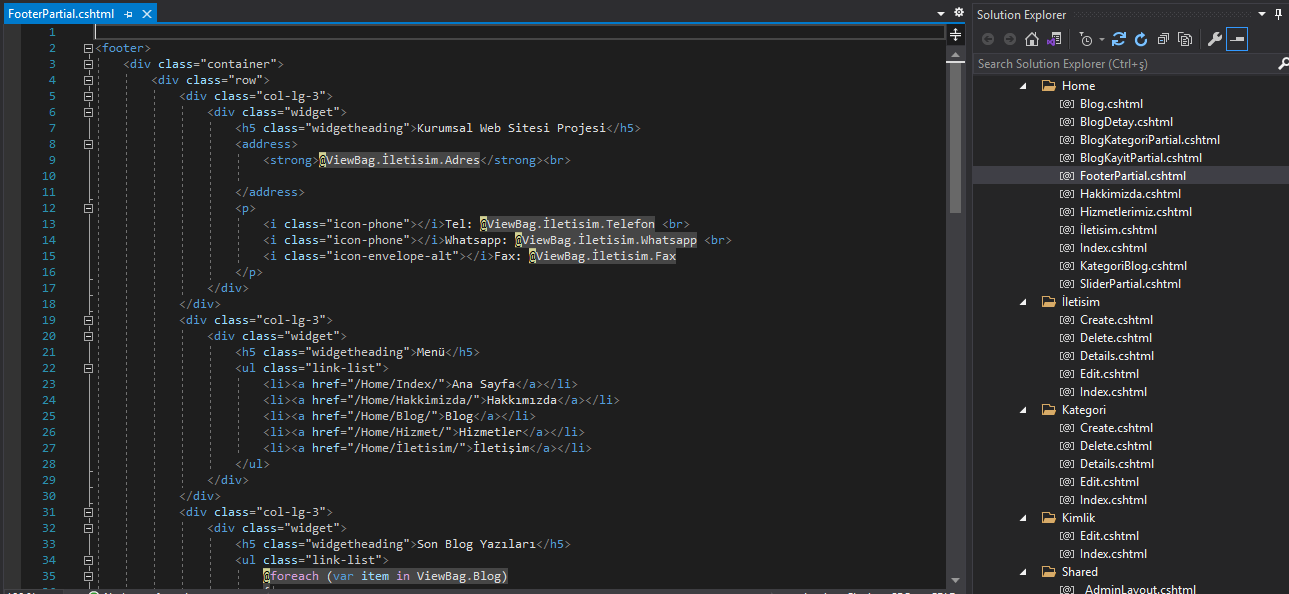 FooterPartial.cshtml
1
2 <footer>
3 <div class="container">
4 <div class="row">
5 <div class="col-lg-3">
6 <div class="widget">
7 <h5 class="widgetheading">Kurumsal Web Sitesi Projesi</h5>
8 <address>
9 <strong>@ViewBag.İletisim.Adres</strong><br>
10
11 </address>
12 <p>
13 <i class="icon-phone"></i>Tel: @ViewBag.İletisim.Telefon <br>
14 <i class="icon-phone"></i>Whatsapp: @ViewBag.İletisim.Whatsapp <br>
15 <i class="icon-envelope-alt"></i>Fax: @ViewBag.İletisim.Fax
16 </p>
17 </div>
18 </div>
19 <div class="col-lg-3">
20 <div class="widget">
21 <h5 class="widgetheading">Menü</h5>
22 <ul class="link-list">
23 <li><a href="/Home/Index/">Ana Sayfa</a></li>
24 <li><a href="/Home/Hakkimizda/">Hakkımızda</a></li>
25 <li><a href="/Home/Blog/">Blog</a></li>
26 <li><a href="/Home/Hizmet/">Hizmetler</a></li>
27 <li><a href="/Home/İletisim/">İletişim</a></li>
28 </ul>
29 </div>
30 </div>
31 <div class="col-lg-3">
32 <div class="widget">
33 <h5 class="widgetheading">Son Blog Yazıları</h5>
34 <ul class="link-list">
35 @foreach (var item in ViewBag.Blog)
Solution Explorer
Search Solution Explorer (Ctrl+ş)
Home
Blog.cshtml
BlogDetay.cshtml
BlogKategoriPartial.cshtml
BlogKayitPartial.cshtml
FooterPartial.cshtml
Hakkimizda.cshtml
Hizmetlerimiz.cshtml
İletisim.cshtml
Index.cshtml
KategoriBlog.cshtml
SliderPartial.cshtml
İletisim
Create.cshtml
Delete.cshtml
Details.cshtml
Edit.cshtml
Index.cshtml
Kategori
Create.cshtml
Delete.cshtml
Details.cshtml
Edit.cshtml
Index.cshtml
Kimlik
Edit.cshtml
Index.cshtml
Shared
_AdminLayout.cshtml